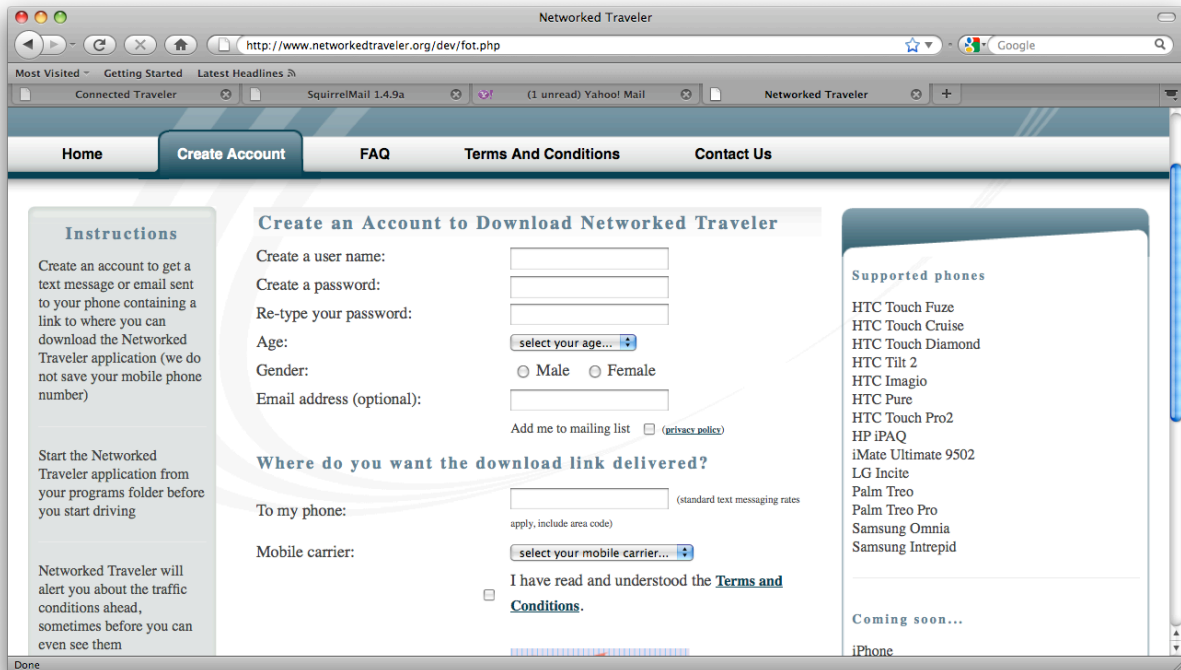 Networked Traveler
http://www.networkedtraveler.org/dev/fot.php
Google
Most Visited Getting Started Latest Headlines
Connected Traveler SquirrelMail 1.4.9a (1 unread) Yahoo! Mail Networked Traveler
Home Create Account FAQ Terms And Conditions Contact Us
Instructions
Create an account to get a
text message or email sent
to your phone containing a
link to where you can
download the Networked
Traveler application (we do
not save your mobile phone
number)
Start the Networked
Traveler application from
your programs folder before
you start driving
Networked Traveler will
alert you about the traffic
conditions ahead,
sometimes before you can
even see them
Create an Account to Download Networked Traveler
Create a user name:
Create a password:
Re-type your password:
Age: select your age...
Gender: Male Female
Email address (optional):
Add me to mailing list (privacy policy)
Where do you want the download link delivered?
To my phone: (standard text messaging rates
apply, include area code)
Mobile carrier: select your mobile carrier...
I have read and understood the Terms and
Conditions.
Supported phones
HTC Touch Fuze
HTC Touch Cruise
HTC Touch Diamond
HTC Tilt 2
HTC Imagio
HTC Pure
HTC Touch Pro2
HP iPAQ
iMate Ultimate 9502
LG Incite
Palm Treo
Palm Treo Pro
Samsung Omnia
Samsung Intrepid
Coming soon...
iPhone
Done